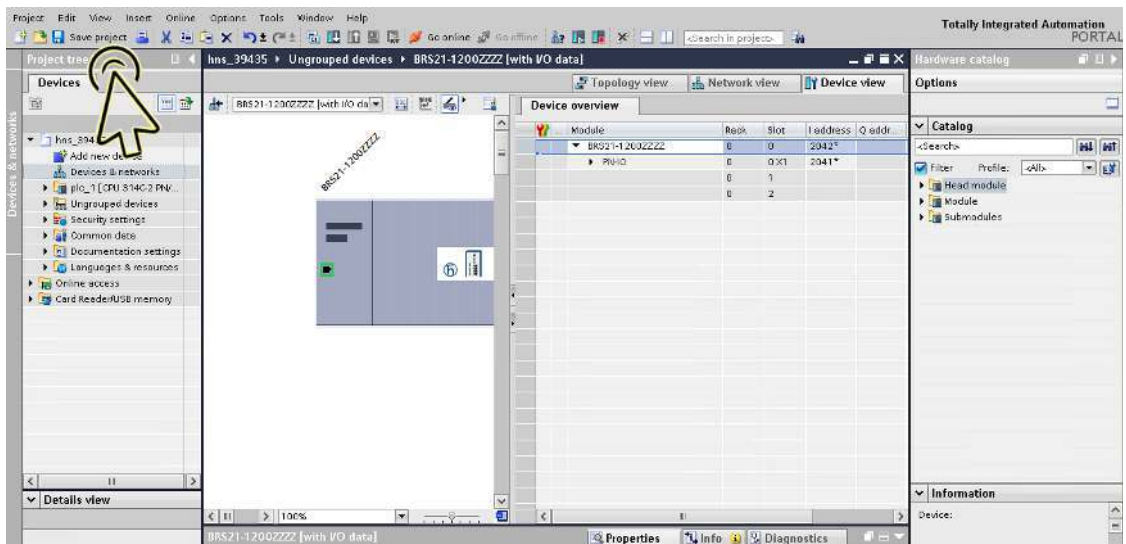 Project Edit View Insert Online Options Tools Window Help
Totally Integrated Automation
PORTAL
Save project
Go online
Go offline
<Search in project>
Project tree
hns_39435 ▸ Ungrouped devices ▸ BRS21-1200ZZZZ [with I/O data]
Hardware catalog
Devices
Topology view
Network view
Device view
Options
BRS21-1200ZZZZ [with I/O da
Device overview
Devices & networks
Module Rack Slot I address Q addr...
Catalog
BRS21-1200ZZZZ 0 0 2042*
<Search>
Add new
PN-IO 0 0 X1 2041*
Filter Profile: <All>
Devices & networks
0 1
Head module
plc_1 [CPU 314C-2 PN/...
0 2
Module
Ungrouped devices
Submodules
Security settings
Common data
Documentation settings
Languages & resources
Online access
Card Reader/USB memory
BRS21-1200ZZZZ
Details view
Information
100%
Device:
BRS21-1200ZZZZ [with I/O data]
Properties
Info
Diagnostics